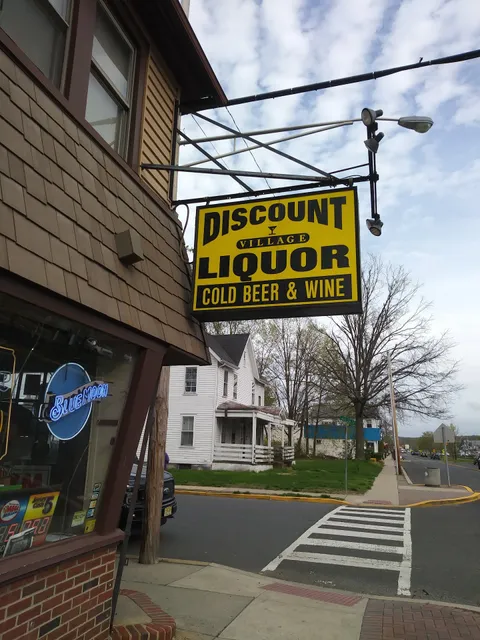 DISCOUNT
VILLAGE
LIQUOR
COLD BEER & WINE
BLUE MOON